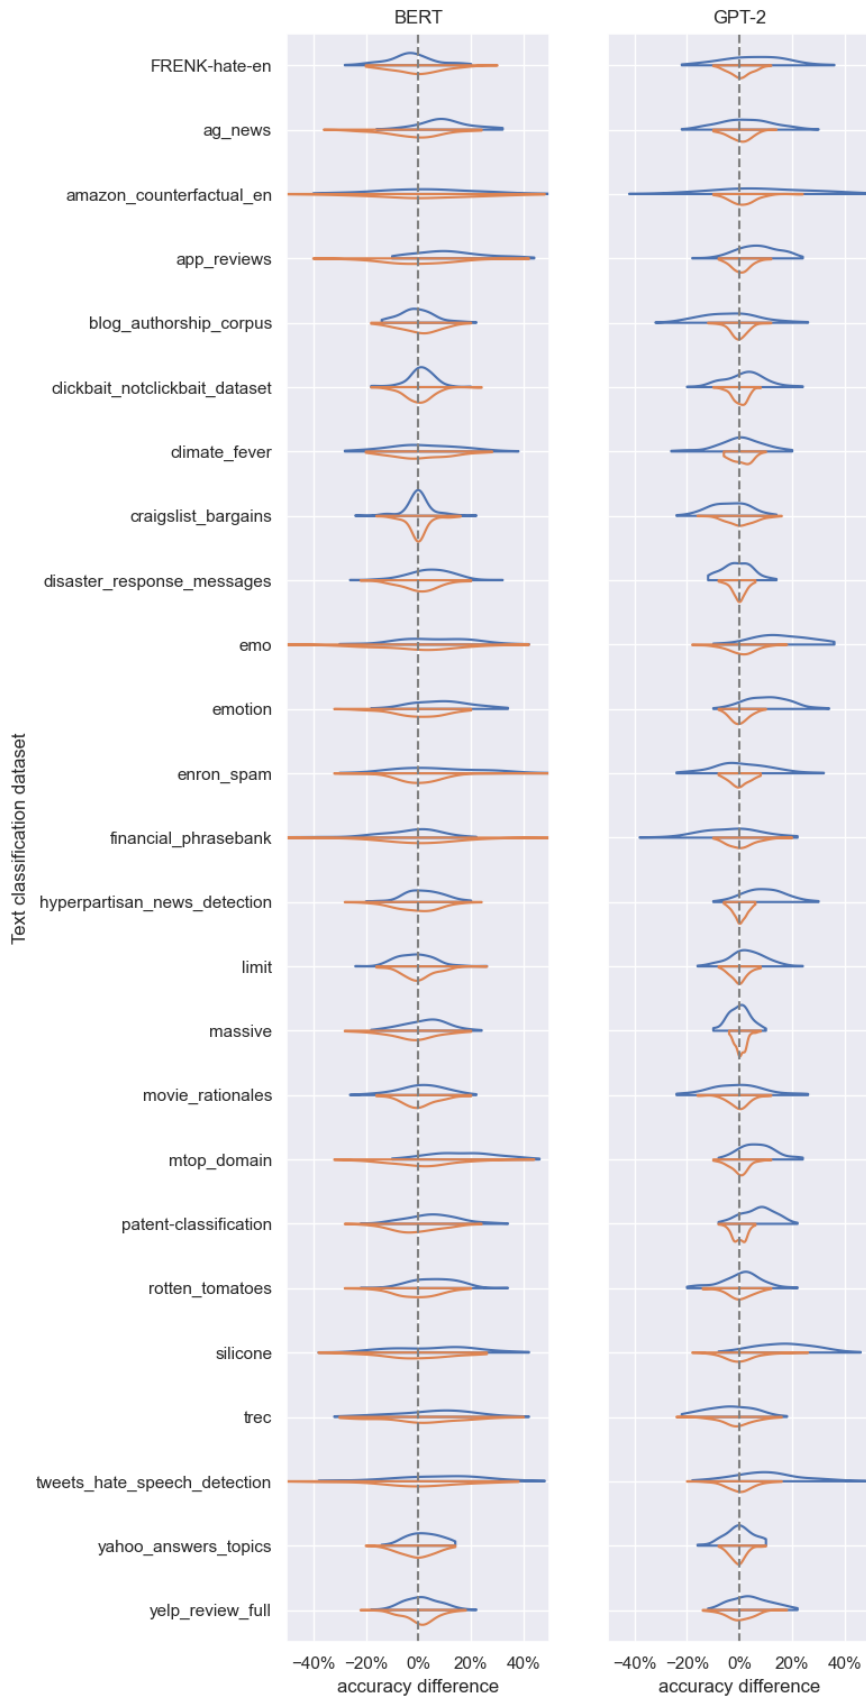 BERT
GPT-2
FRENK-hate-en
ag_news
amazon_counterfactual_en
app_reviews
blog_authorship_corpus
clickbait_notclickbait_dataset
climate_fever
craigslist_bargains
disaster_response_messages
emo
emotion
enron_spam
financial_phrasebank
hyperpartisan_news_detection
limit
massive
movie_rationales
mtop_domain
patent-classification
rotten_tomatoes
silicone
trec
tweets_hate_speech_detection
yahoo_answers_topics
yelp_review_full
Text classification dataset
−40% −20% 0% 20% 40%
−40% −20% 0% 20% 40%
accuracy difference
accuracy difference